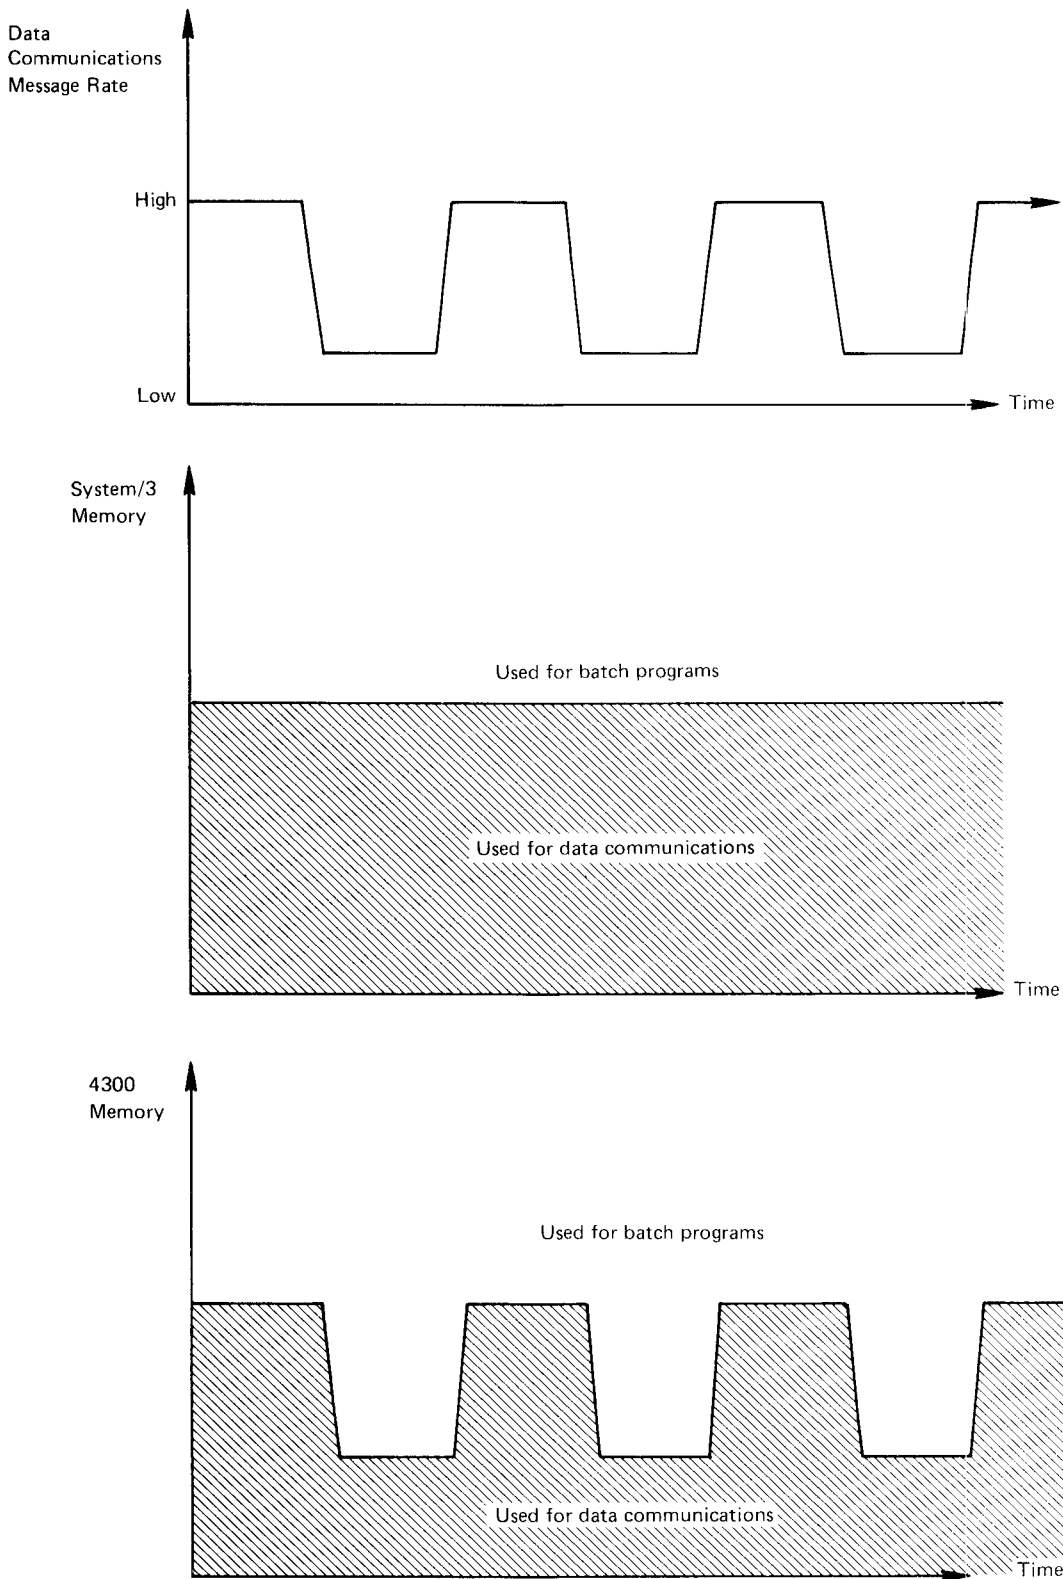 Data
Communications
Message Rate
High
Low
Time
System/3
Memory
Used for batch programs
Used for data communications
Time
4300
Memory
Used for batch programs
Used for data communications
Time